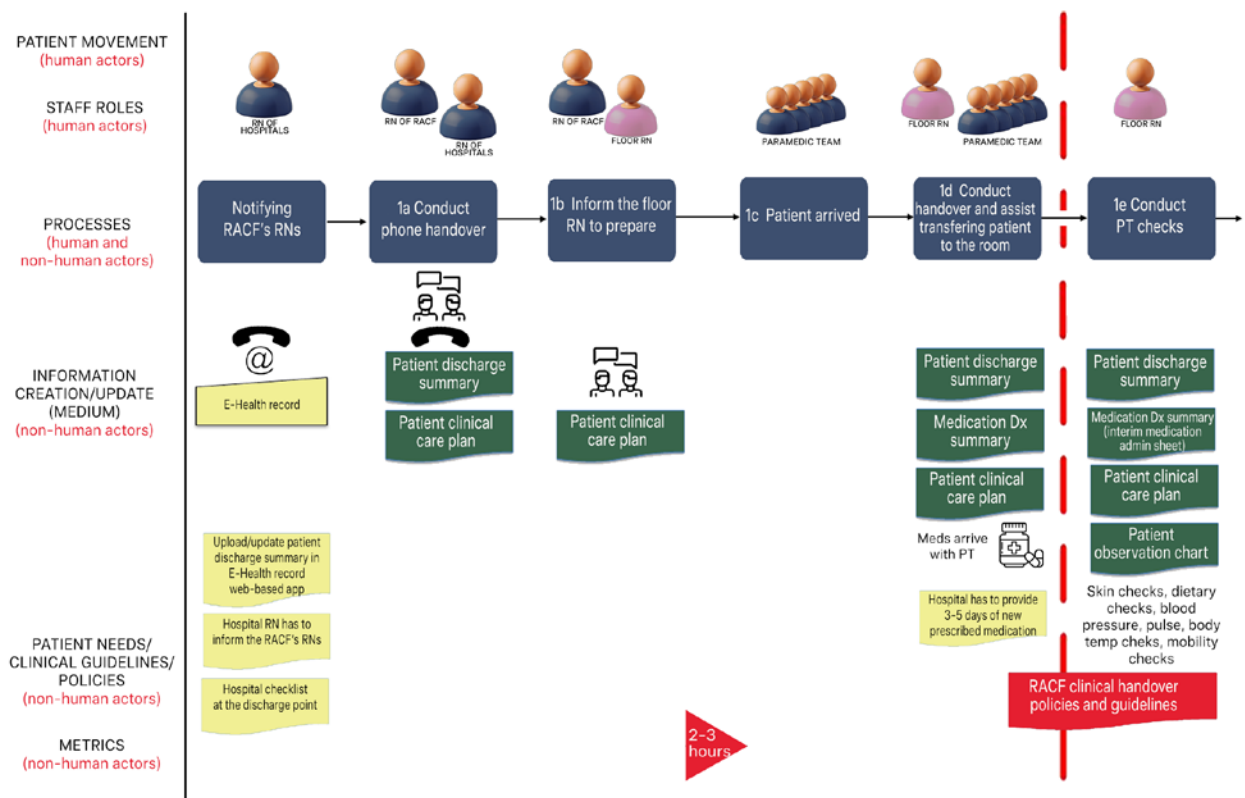 PATIENT MOVEMENT
(human actors)
STAFF ROLES
(human actors)
RN OF
HOSPITALS
RN OF RACF
RN OF
HOSPITALS
RN OF RACF
FLOOR RN
PARAMEDIC TEAM
FLOOR RN
PARAMEDIC TEAM
FLOOR RN
PROCESSES
(human and
non-human actors)
Notifying
RACF's RNs
1a Conduct
phone handover
1b Inform the floor
RN to prepare
1c Patient arrived
1d Conduct
handover and assist
transfering patient
to the room
1e Conduct
PT checks
INFORMATION
CREATION/UPDATE
(MEDIUM)
(non-human actors)
@
E-Health record
Patient discharge
summary
Patient clinical
care plan
Patient clinical
care plan
Patient discharge
summary
Medication Dx
summary
Patient clinical
care plan
Meds arrive
with PT
Patient discharge
summary
Medication Dx summary
(interim medication
admin sheet)
Patient clinical
care plan
Patient
observation chart
PATIENT NEEDS/
CLINICAL GUIDELINES/
POLICIES
(non-human actors)
Upload/update patient
discharge summary in
E-Health record
web-based app
Hospital RN has to
inform the RACF's RNs
Hospital checklist
at the discharge point
Hospital has to provide
3-5 days of new
prescribed medication
Skin checks, dietary
checks, blood
pressure, pulse, body
temp cheks, mobility
checks
RACF clinical handover
policies and guidelines
METRICS
(non-human actors)
2-3
hours